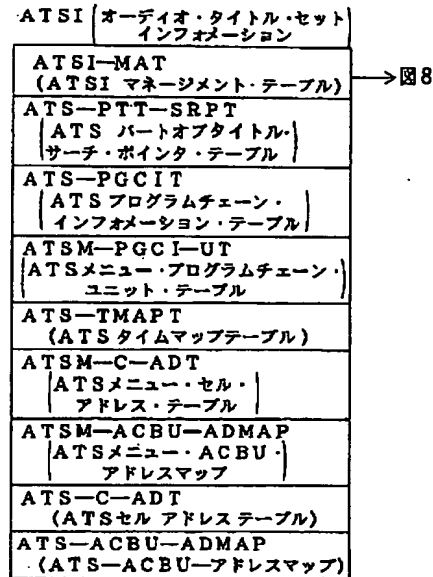 ATSI(オーディオ・タイトル・セット
インフォメーション)
ATSI—MAT
(ATSI マネージメント・テーブル)
→図8
ATS—PTT—SRPT
(ATS パートオブタイトル・
サーチ・ポインタ・テーブル)
ATS—PGCIT
(ATSプログラムチェーン・
インフォメーション・テーブル)
ATSM—PGCI—UT
(ATSメニュー・プログラムチェーン・
ユニット・テーブル)
ATS—TMAPT
(ATSタイムマップテーブル)
ATSM—C—ADT
(ATSメニュー・セル・
アドレス・テーブル)
ATSM—ACBU—ADMAP
(ATSメニュー・ACBU・
アドレスマップ)
ATS—C—ADT
(ATSセル アドレステーブル)
ATS—ACBU—ADMAP
(ATS—ACBU—アドレスマップ)